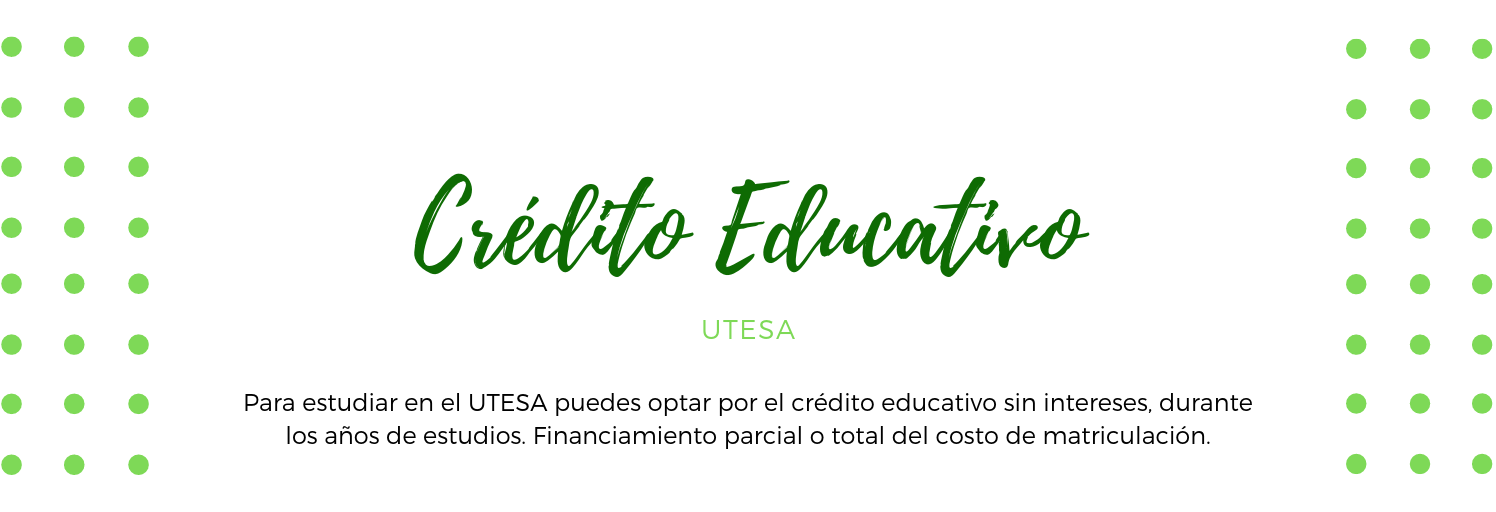 Crédito Educativo
UTESA
Para estudiar en el UTESA puedes optar por el crédito educativo sin intereses, durante
los años de estudios. Financiamiento parcial o total del costo de matriculación.